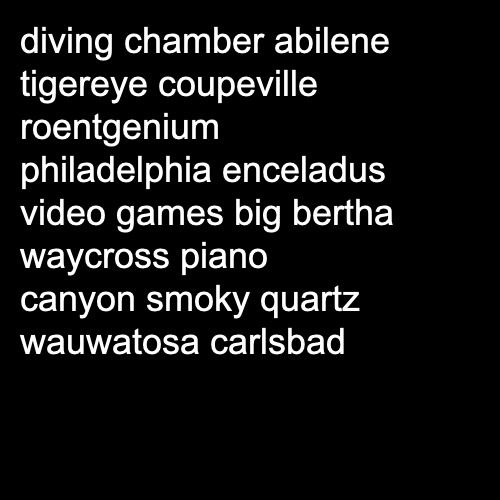 diving chamber abilene
tigereye coupeville
roentgenium
philadelphia enceladus
video games big bertha
waycross piano
canyon smoky quartz
wauwatosa carlsbad